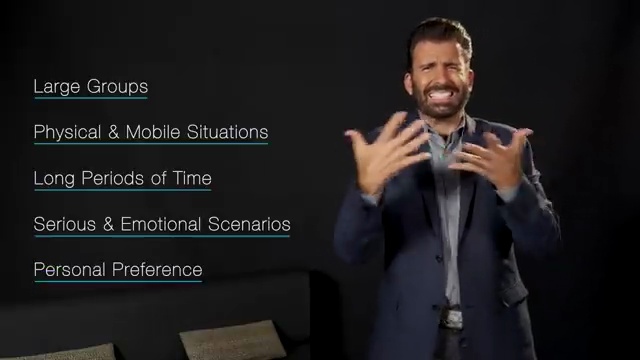 Large Groups
Physical & Mobile Situations
Long Periods of Time
Serious & Emotional Scenarios
Personal Preference